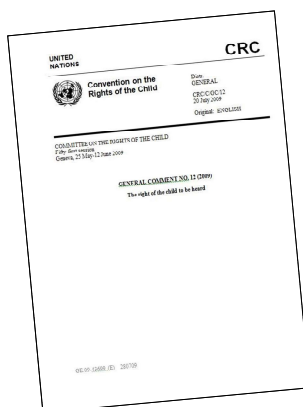 UNITED
NATIONS
CRC
Convention on the
Rights of the Child
Distr.
GENERAL
CRC/C/GC/12
20 July 2009
Original: ENGLISH
COMMITTEE ON THE RIGHTS OF THE CHILD
Fifty-first session
Geneva, 25 May-12 June 2009
GENERAL COMMENT NO. 12 (2009)
The right of the child to be heard
(E) 280709